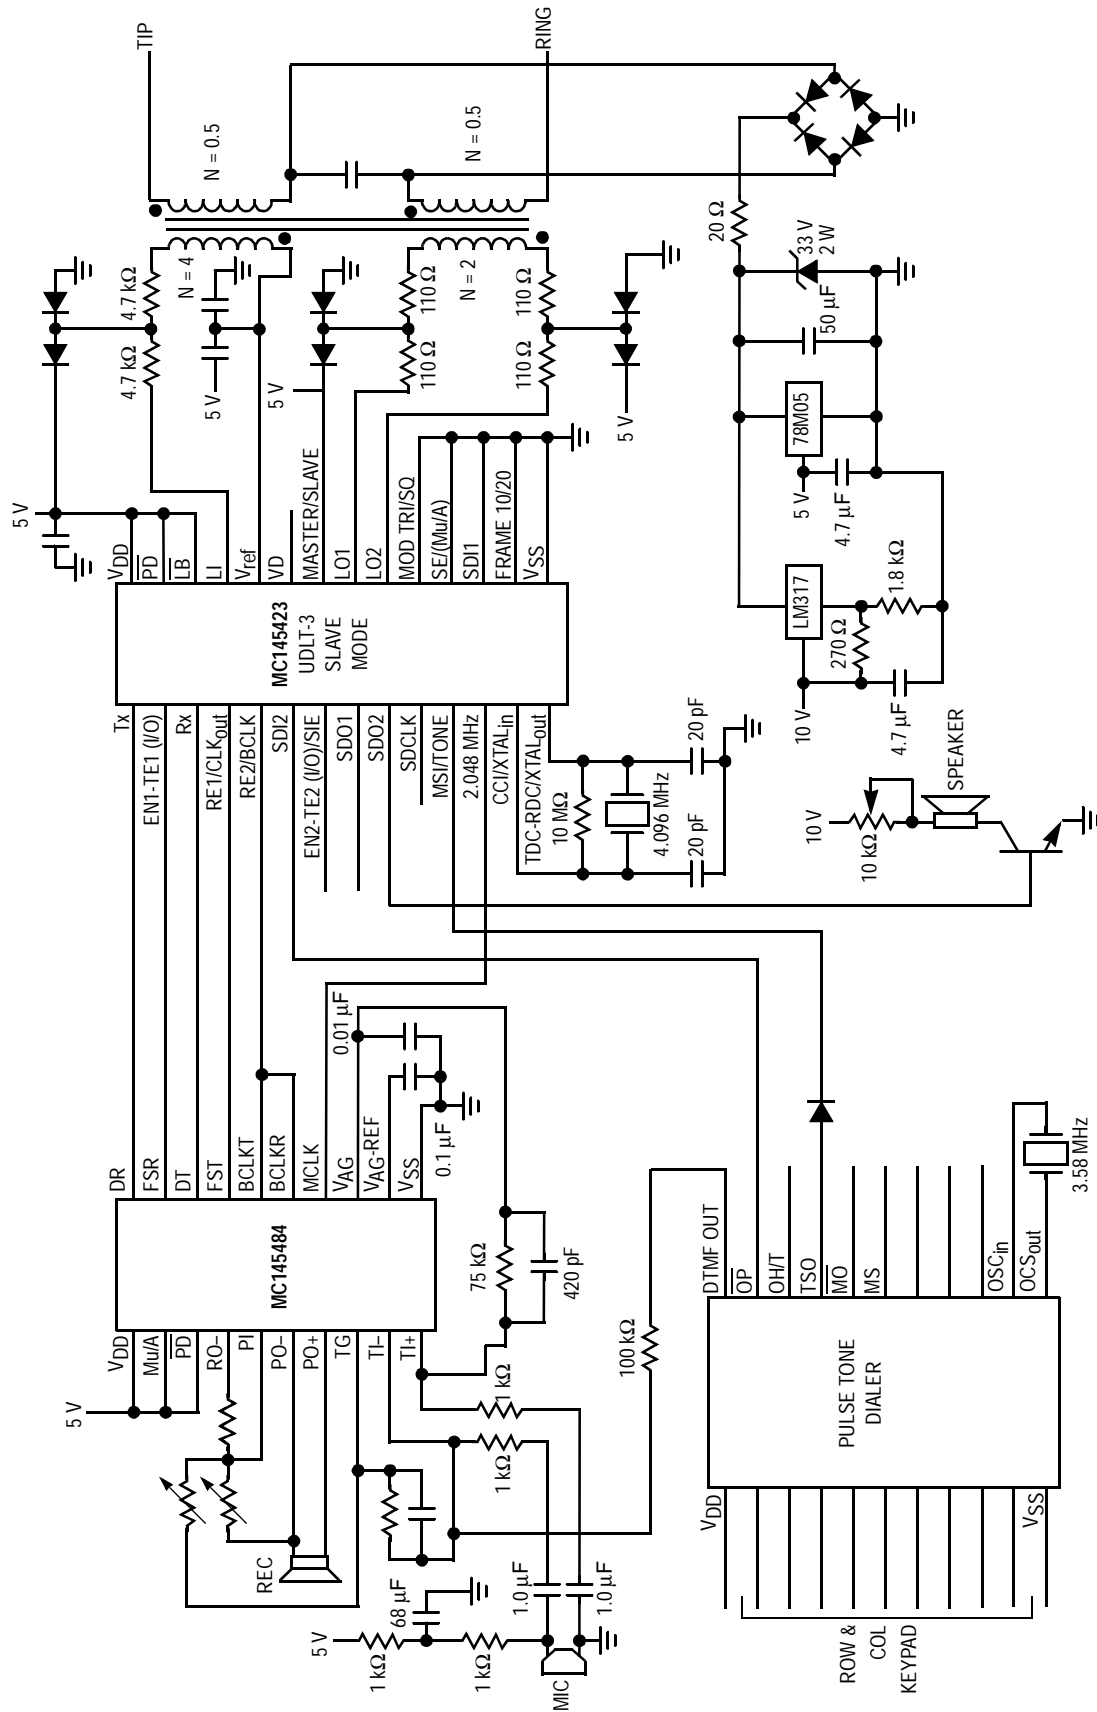 TIP
RING
N = 0.5
N = 0.5
N = 4
N = 2
4.7 kΩ
4.7 kΩ
110 Ω
110 Ω
110 Ω
110 Ω
5 V
5 V
5 V
5 V
20 Ω
33 V
2 W
50 µF
78M05
5 V
4.7 µF
LM317
270 Ω
1.8 kΩ
10 V
4.7 µF
VDD
PD
LB
LI
Vref
VD
MASTER/SLAVE
LO1
LO2
MOD TRI/SQ
SE/(Mu/A)
SDI1
FRAME 10/20
VSS
MC145423
UDLT-3
SLAVE
MODE
Tx
EN1-TE1 (I/O)
Rx
RE1/CLKout
RE2/BCLK
SDI2
EN2-TE2 (I/O)/SIE
SDO1
SDO2
SDCLK
MSI/TONE
2.048 MHz
CCI/XTALin
TDC-RDC/XTALout
10 MΩ
4.096 MHz
20 pF
20 pF
10 V
10 kΩ
SPEAKER
DR
FSR
DT
FST
BCLKT
BCLKR
MCLK
VAG
VAG-REF
VSS
0.01 µF
0.1 µF
MC145484
VDD
Mu/A
PD
RO–
PI
PO–
PO+
TG
TI–
TI+
5 V
75 kΩ
420 pF
1 kΩ
1 kΩ
100 kΩ
REC
5 V
68 µF
1 kΩ
1 kΩ
1.0 µF
1.0 µF
MIC
DTMF OUT
OP
OH/T
TSO
MO
MS
OSCin
OCSout
3.58 MHz
PULSE TONE
DIALER
VDD
VSS
ROW &
COL
KEYPAD